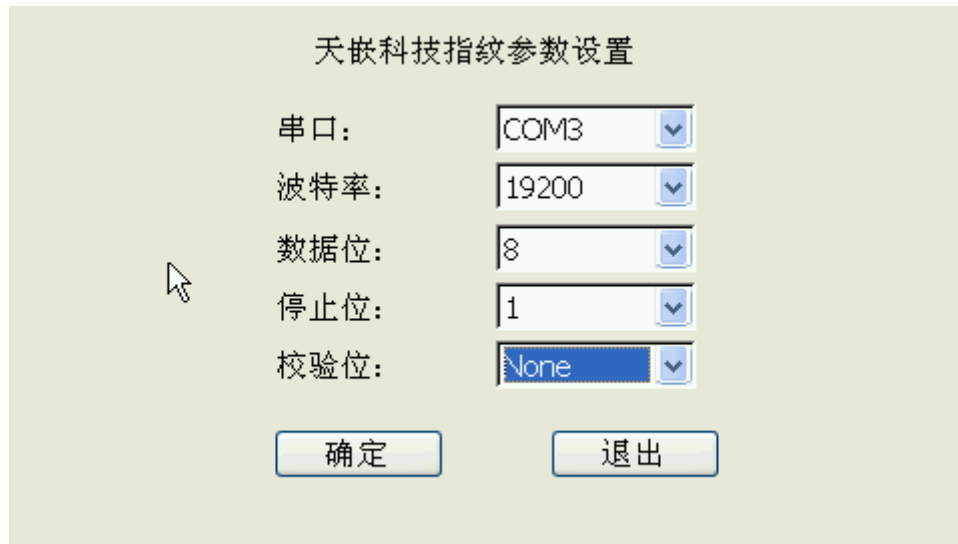 天嵌科技指纹参数设置
串口： COM3
波特率： 19200
数据位： 8
停止位： 1
校验位： None
确定 退出